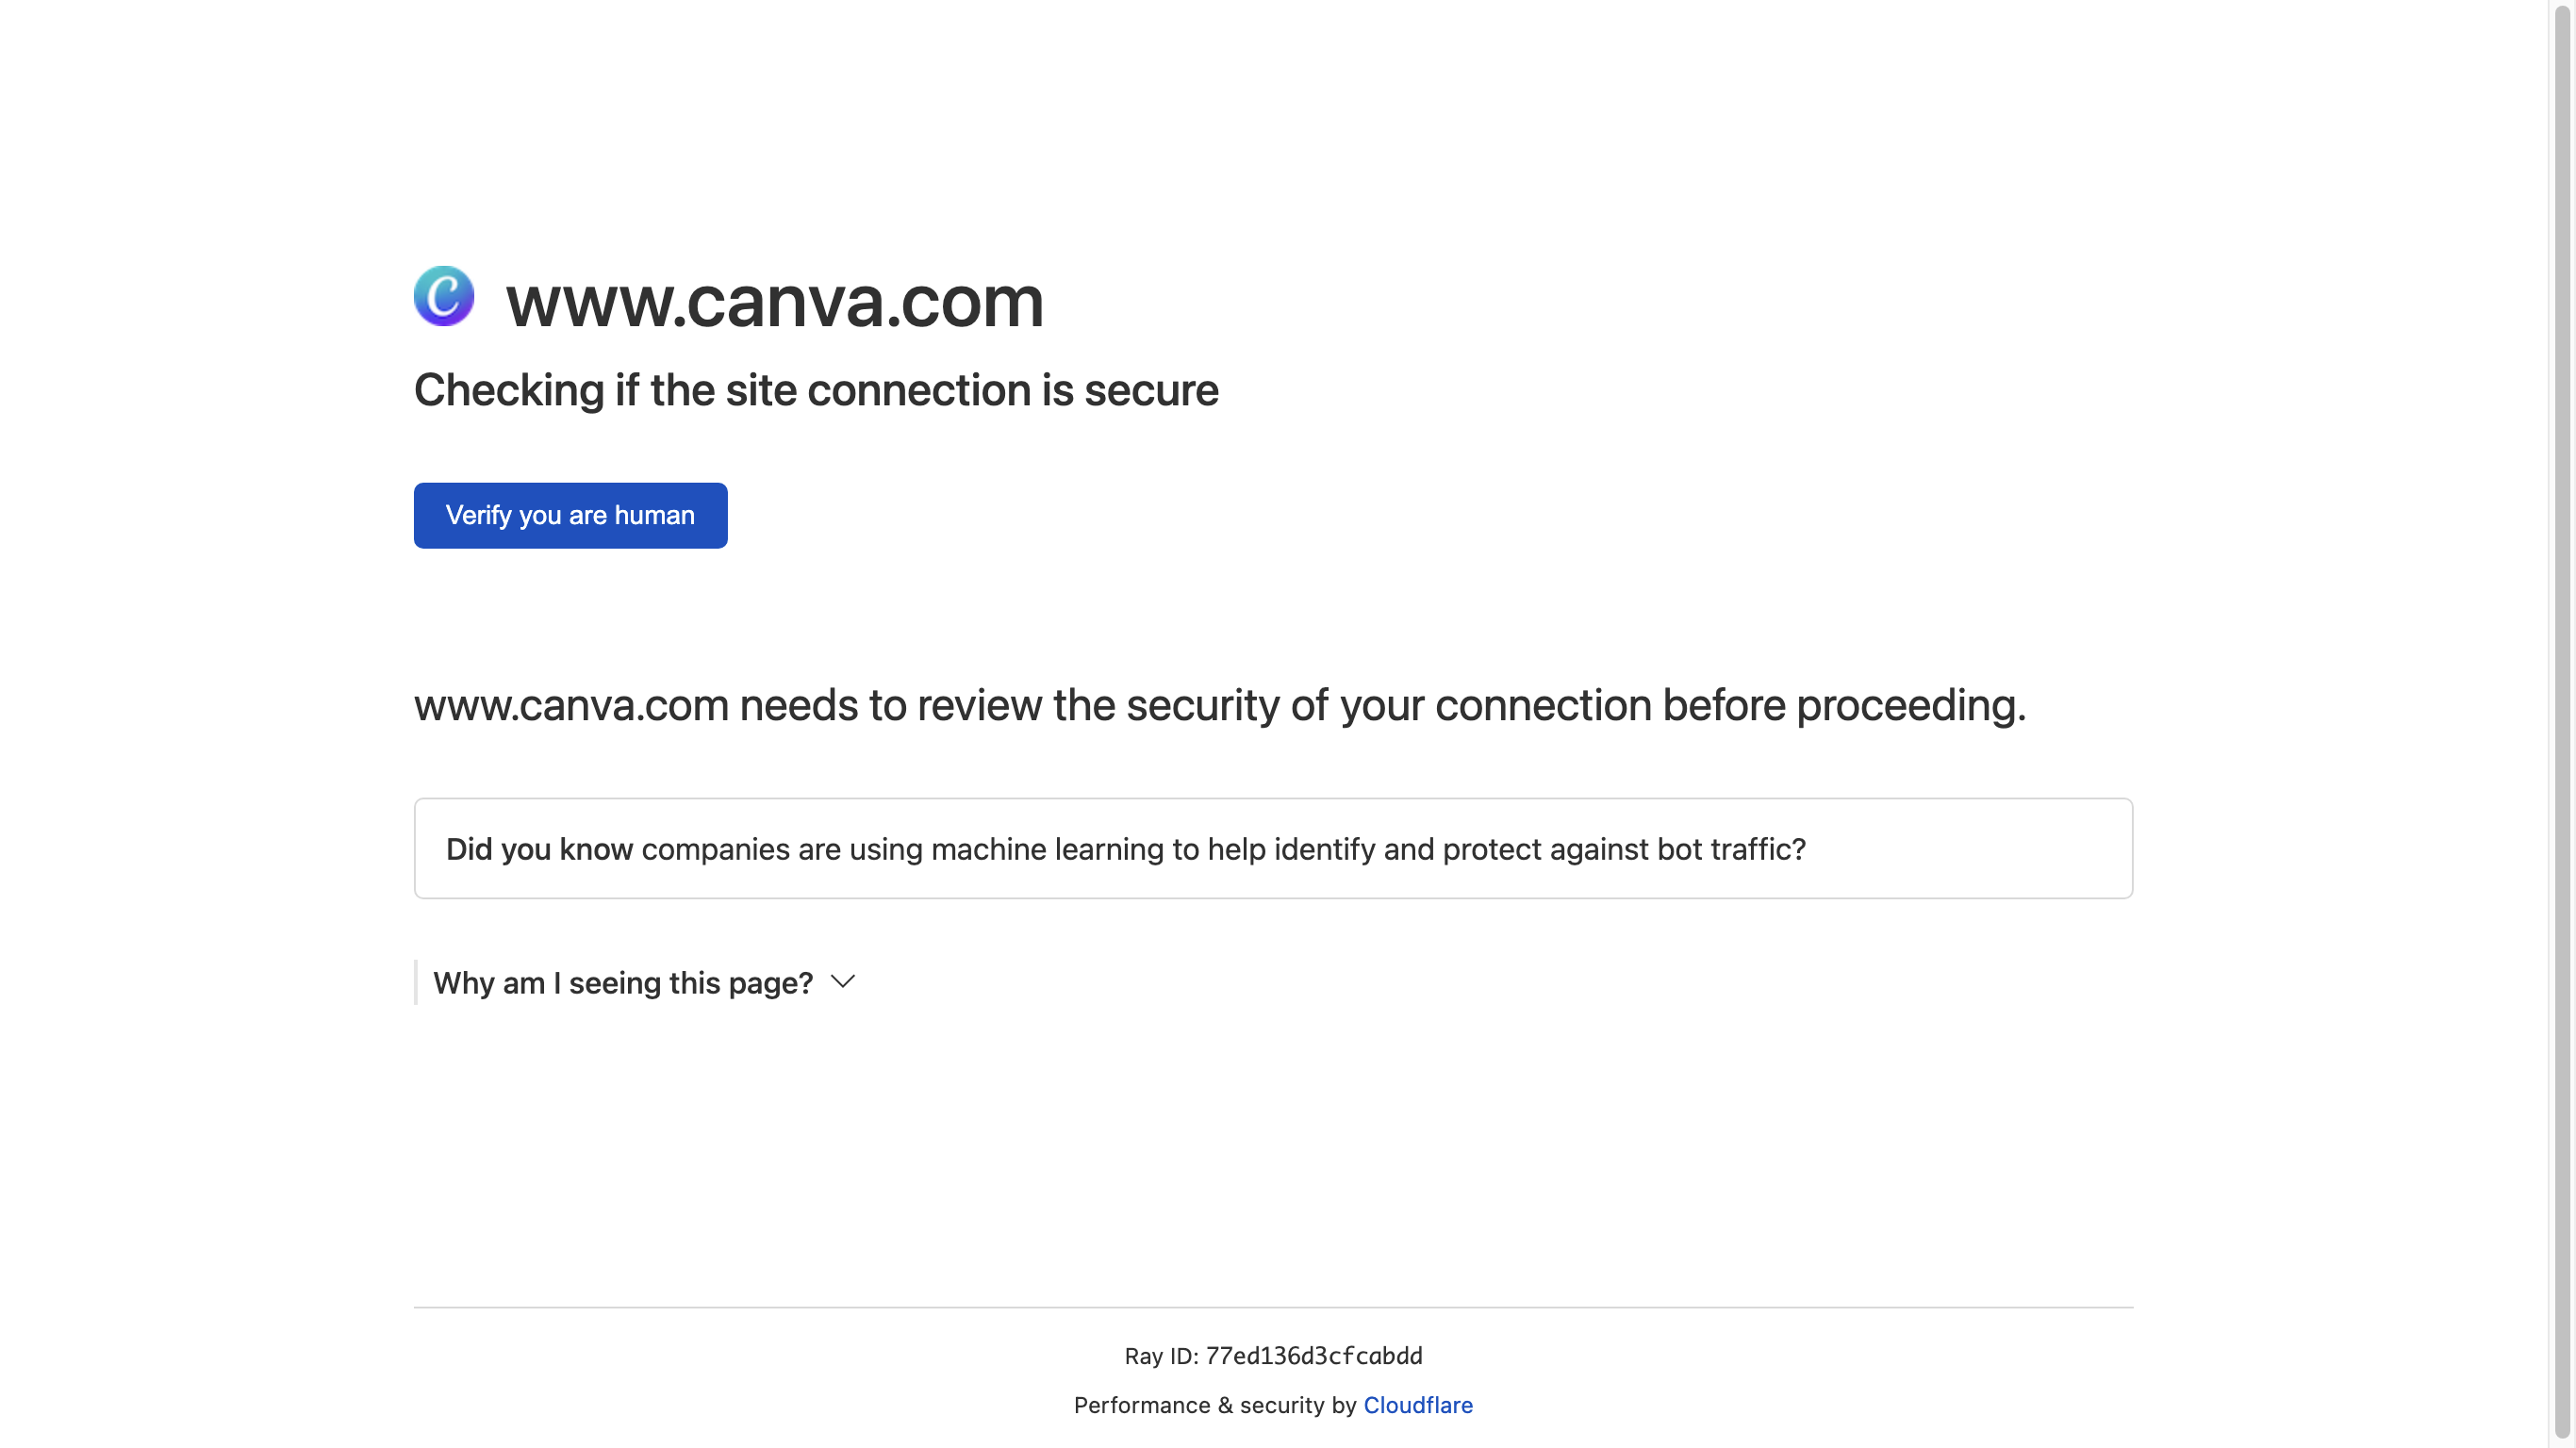 www.canva.com
Checking if the site connection is secure
Verify you are human
www.canva.com needs to review the security of your connection before proceeding.
Did you know companies are using machine learning to help identify and protect against bot traffic?
Why am I seeing this page?
Ray ID: 77ed136d3cfcabdd
Performance & security by Cloudflare